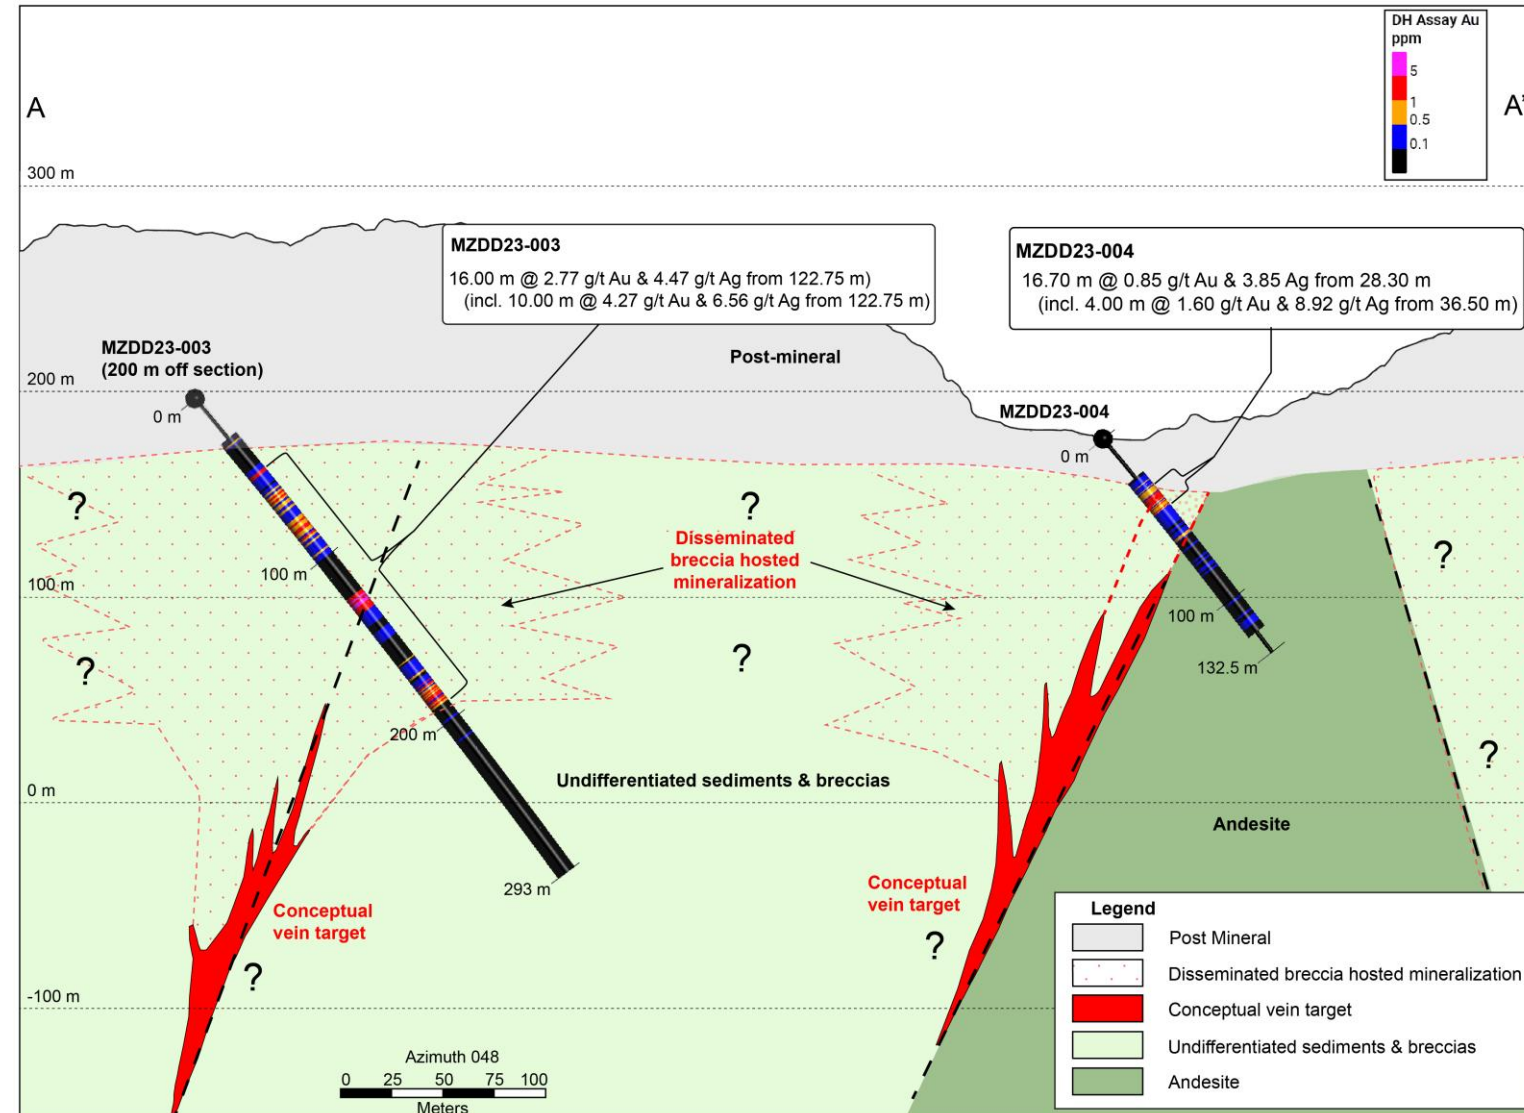 DH Assay Au
ppm
5
1
0.5
0.1
A
A'
300 m
MZDD23-003
16.00 m @ 2.77 g/t Au & 4.47 g/t Ag from 122.75 m)
(incl. 10.00 m @ 4.27 g/t Au & 6.56 g/t Ag from 122.75 m)
MZDD23-004
16.70 m @ 0.85 g/t Au & 3.85 Ag from 28.30 m
(incl. 4.00 m @ 1.60 g/t Au & 8.92 g/t Ag from 36.50 m)
MZDD23-003
(200 m off section)
Post-mineral
200 m
0 m
MZDD23-004
0 m
?
?
?
Disseminated
breccia hosted
mineralization
100 m
100 m
100 m
?
?
132.5 m
200 m
?
0 m
Undifferentiated sediments & breccias
Andesite
293 m
Conceptual
vein target
?
Conceptual
vein target
?
-100 m
Azimuth 048
0 25 50 75 100
Meters
Legend
Post Mineral
Disseminated breccia hosted mineralization
Conceptual vein target
Undifferentiated sediments & breccias
Andesite